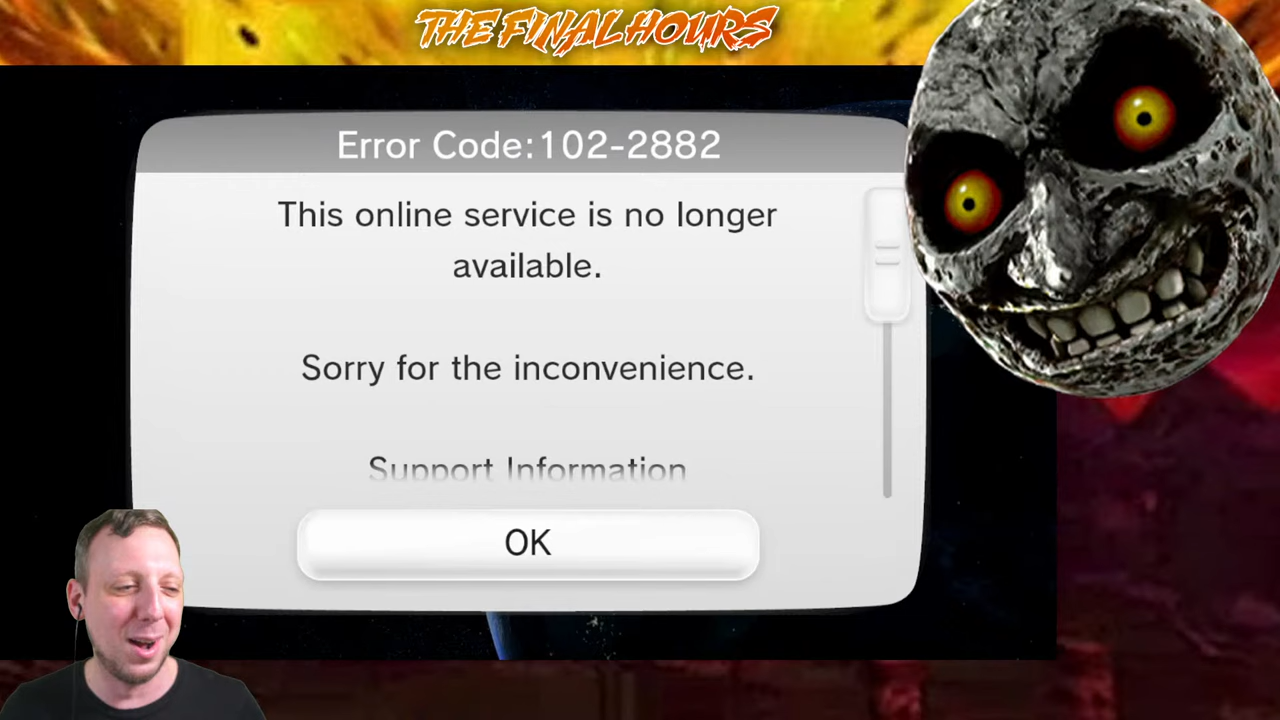 THE FINAL HOURS
Error Code:102-2882
This online service is no longer
available.
Sorry for the inconvenience.
Support Information
OK